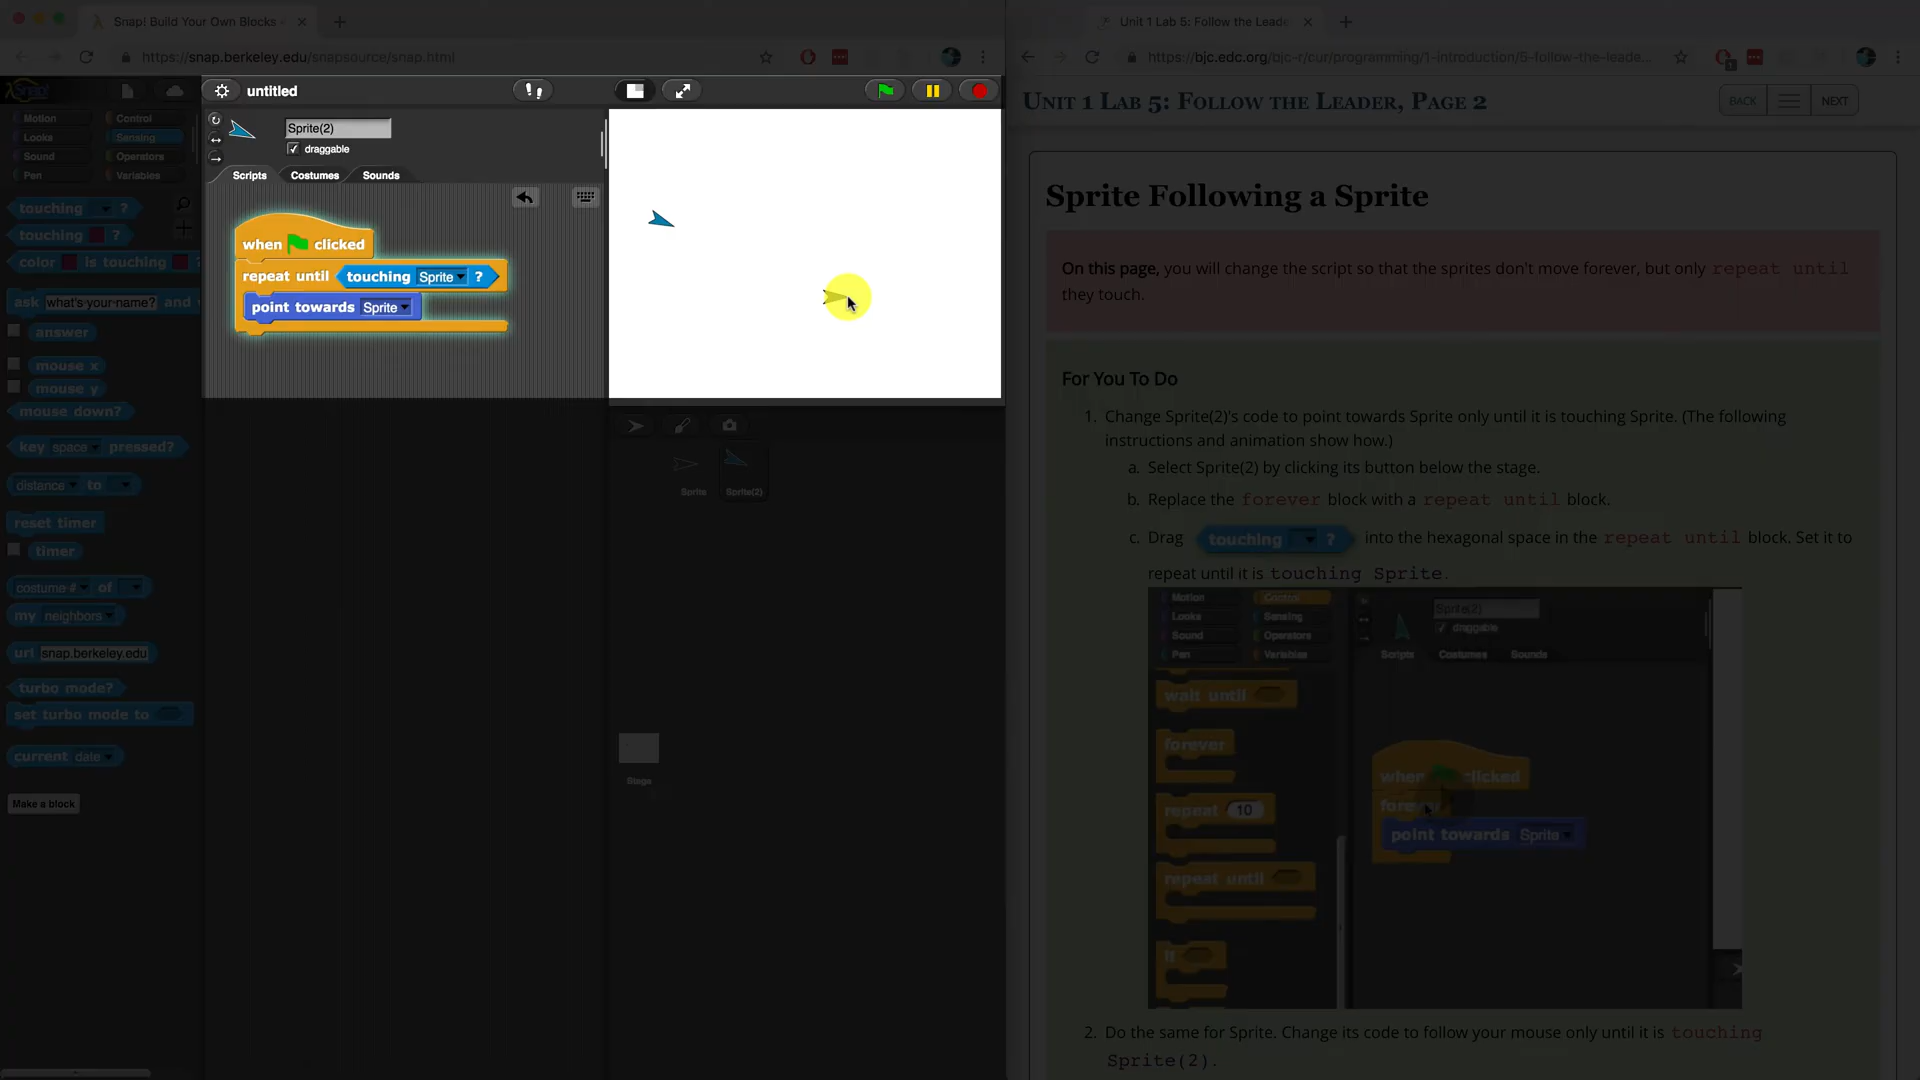 Snap! Build Your Own Blocks
https://snap.berkeley.edu/snapsource/snap.html
untitled
Sprite(2)
draggable
Scripts Costumes Sounds
Motion Control
Looks Sensing
Sound Operators
Pen Variables
touching ?
touching ?
color is touching ?
ask what's your name? and
answer
mouse x
mouse y
mouse down?
key space pressed?
distance to
reset timer
timer
costume # of
my neighbors
url snap.berkeley.edu
turbo mode?
set turbo mode to
current date
Make a block
when clicked
repeat until touching Sprite ?
point towards Sprite
Sprite Sprite(2)
Stage
Unit 1 Lab 5: Follow the Leade
https://bjc.edc.org/bjc-r/cur/programming/1-introduction/5-follow-the-leade...
Unit 1 Lab 5: Follow the Leader, Page 2
BACK NEXT
Sprite Following a Sprite
On this page, you will change the script so that the sprites don't move forever, but only repeat until
they touch.
For You To Do
1. Change Sprite(2)'s code to point towards Sprite only until it is touching Sprite. (The following
instructions and animation show how.)
a. Select Sprite(2) by clicking its button below the stage.
b. Replace the forever block with a repeat until block.
c. Drag touching ? into the hexagonal space in the repeat until block. Set it to
repeat until it is touching Sprite.
Motion Control
Looks Sensing
Sound Operators
Pen Variables
Sprite(2)
draggable
Scripts Costumes Sounds
wait until
forever
repeat 10
repeat until
if
when clicked
forever
point towards Sprite
2. Do the same for Sprite. Change its code to follow your mouse only until it is touching
Sprite(2).